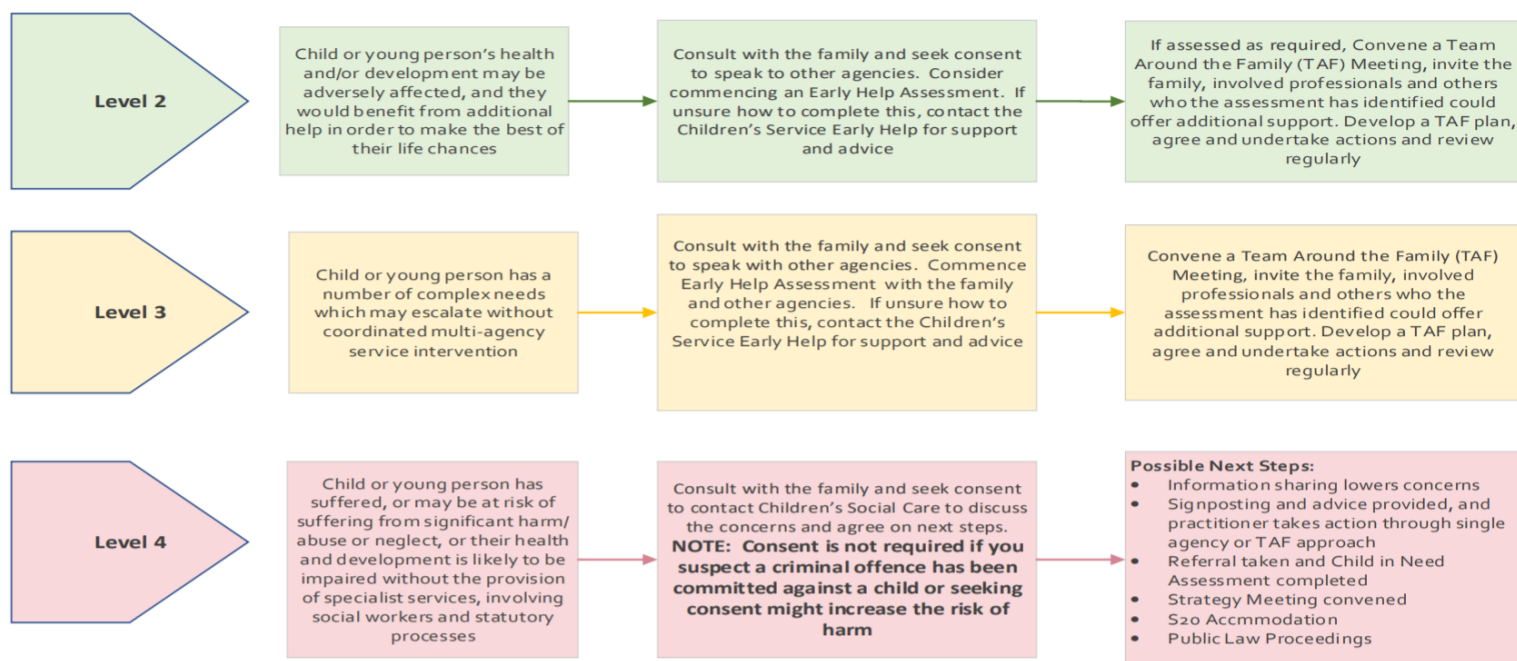 Level 2
Child or young person's health
and/or development may be
adversely affected, and they
would benefit from additional
help in order to make the best of
their life chances
Consult with the family and seek consent
to speak to other agencies. Consider
commencing an Early Help Assessment. If
unsure how to complete this, contact the
Children's Service Early Help for support
and advice
If assessed as required, Convene a Team
Around the Family (TAF) Meeting, invite the
family, involved professionals and others
who the assessment has identified could
offer additional support. Develop a TAF plan,
agree and undertake actions and review
regularly
Level 3
Child or young person has a
number of complex needs
which may escalate without
coordinated multi-agency
service intervention
Consult with the family and seek consent
to speak with other agencies. Commence
Early Help Assessment with the family
and other agencies. If unsure how to
complete this, contact the Children's
Service Early Help for support and advice
Convene a Team Around the Family (TAF)
Meeting, invite the family, involved
professionals and others who the
assessment has identified could offer
additional support. Develop a TAF plan,
agree and undertake actions and review
regularly
Level 4
Child or young person has
suffered, or may be at risk of
suffering from significant harm/
abuse or neglect, or their health
and development is likely to be
impaired without the provision
of specialist services, involving
social workers and statutory
processes
Consult with the family and seek consent
to contact Children's Social Care to discuss
the concerns and agree on next steps.
NOTE: Consent is not required if you
suspect a criminal offence has been
committed against a child or seeking
consent might increase the risk of
harm
Possible Next Steps:
• Information sharing lowers concerns
• Signposting and advice provided, and
practitioner takes action through single
agency or TAF approach
• Referral taken and Child in Need
Assessment completed
• Strategy Meeting convened
• S20 Accmmodation
• Public Law Proceedings